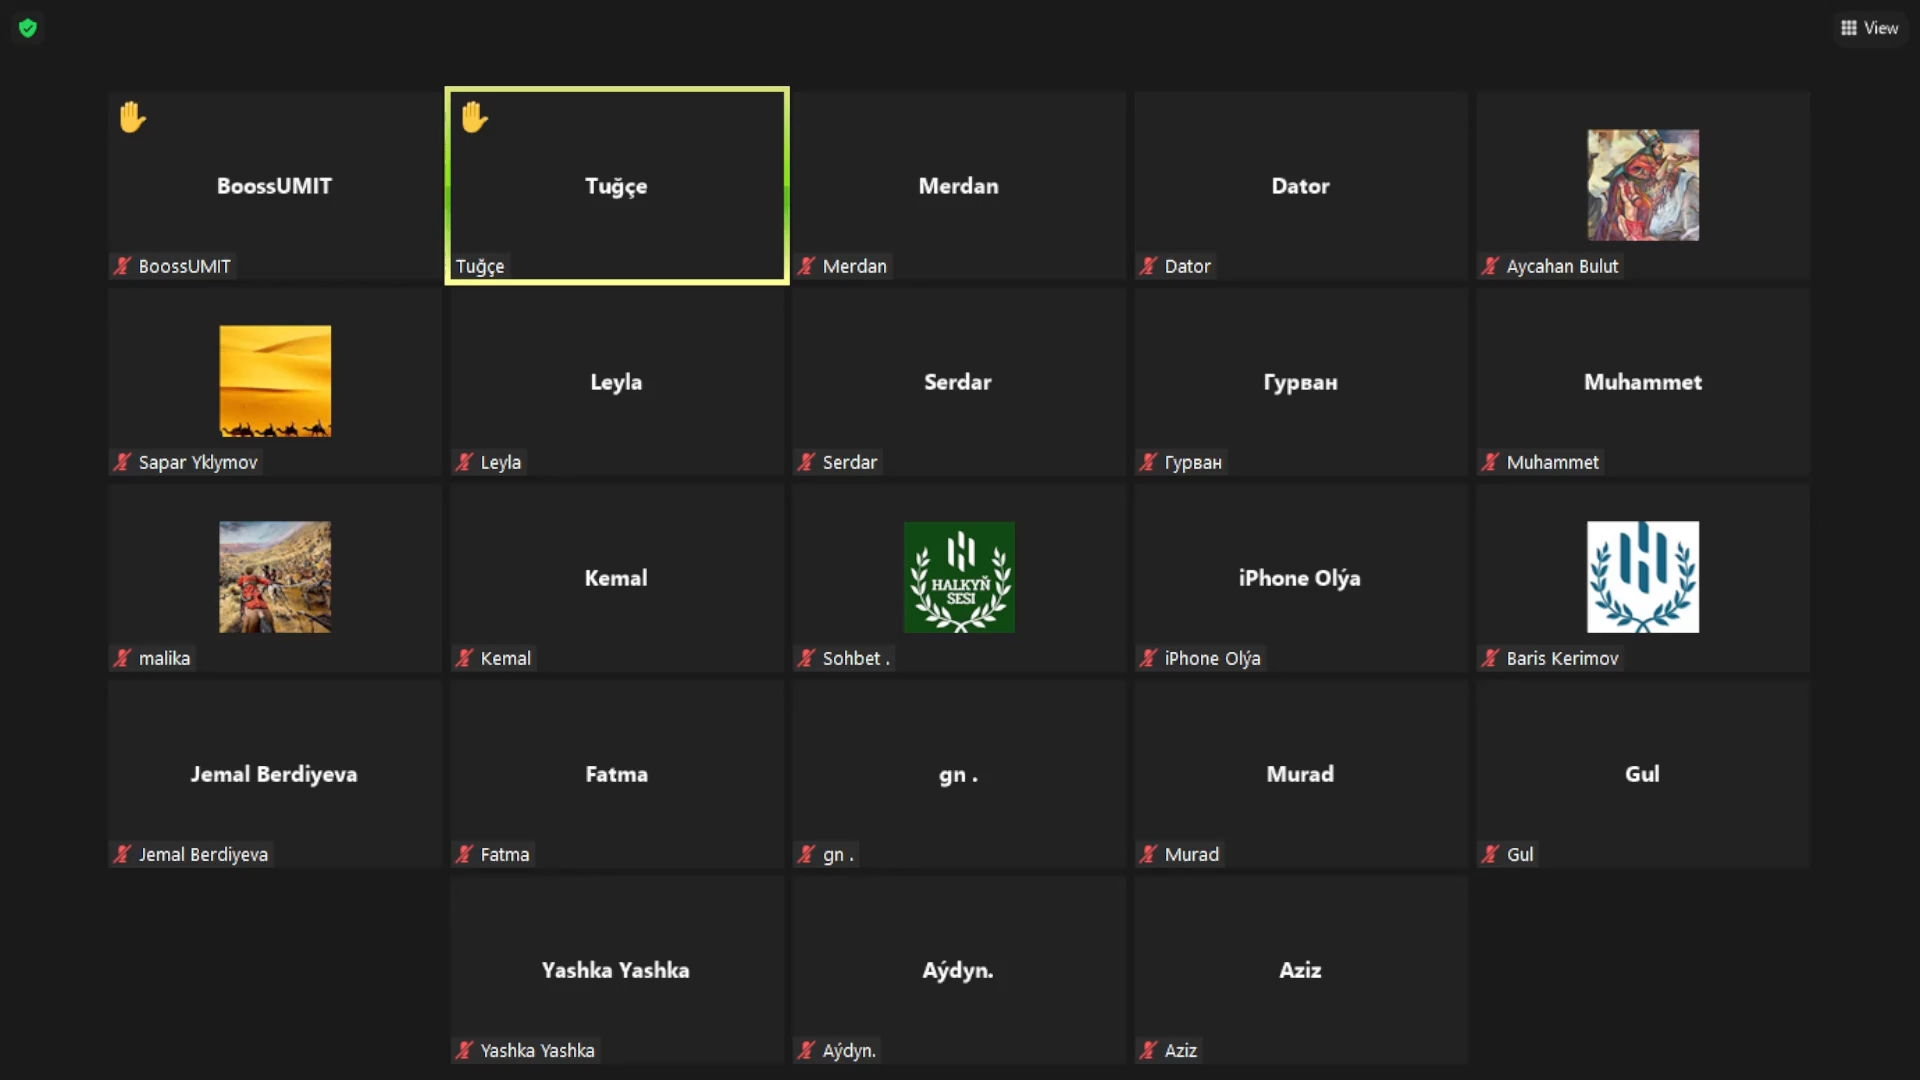 View
BoossUMIT
BoossUMIT
Tuğçe
Tuğçe
Merdan
Merdan
Dator
Dator
Aycahan Bulut
Sapar Yklymov
Leyla
Leyla
Serdar
Serdar
Гурван
Гурван
Muhammet
Muhammet
malika
Kemal
Kemal
HALKYŇ
SESI
Sohbet .
iPhone Olýa
iPhone Olýa
Baris Kerimov
Jemal Berdiyeva
Jemal Berdiyeva
Fatma
Fatma
gn .
gn .
Murad
Murad
Gul
Gul
Yashka Yashka
Yashka Yashka
Aýdyn.
Aýdyn.
Aziz
Aziz